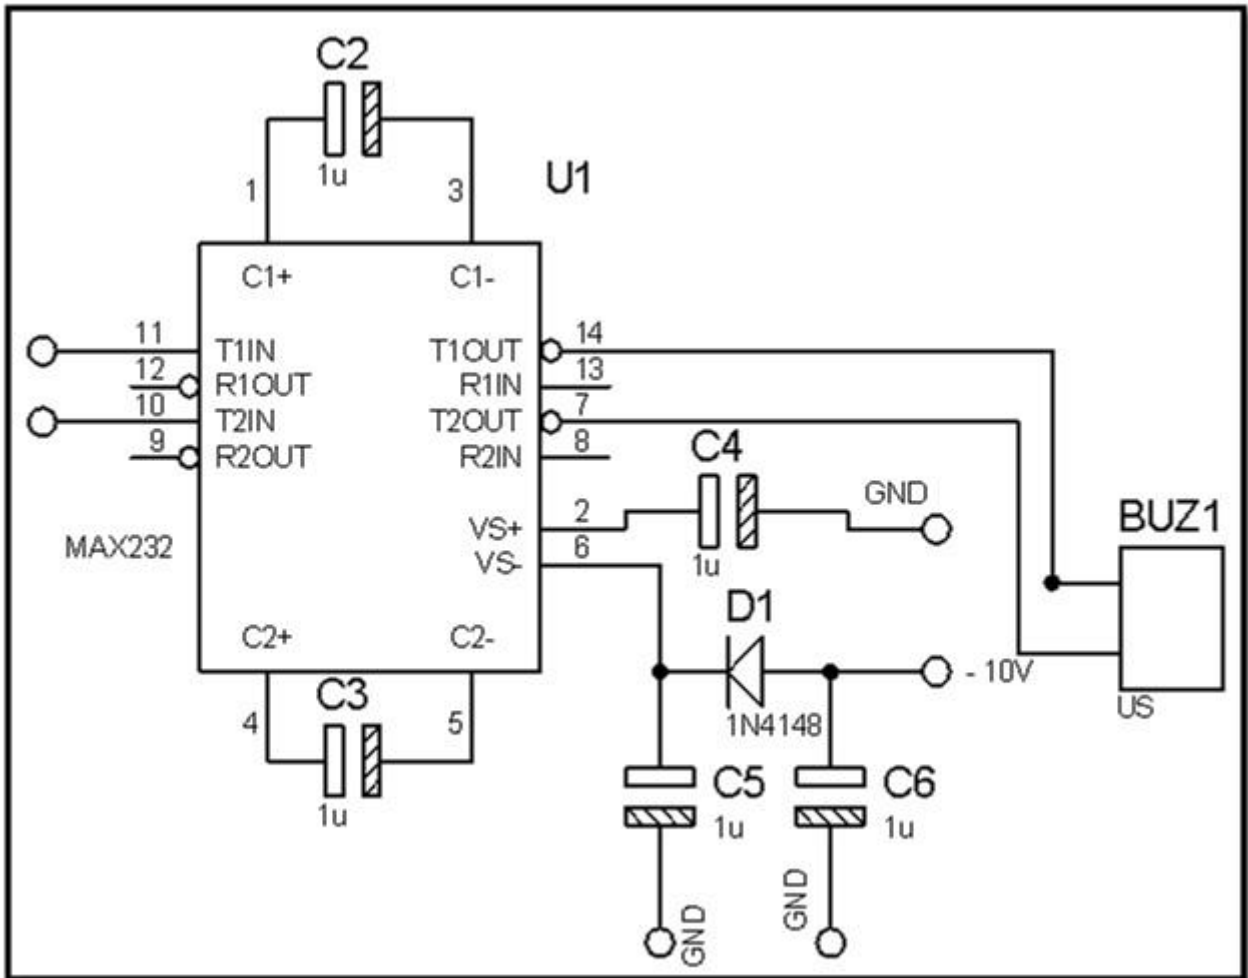 C2
1u
U1
1
3
C1+
C1-
11
T1IN
T1OUT
14
12
R1OUT
R1IN
13
10
T2IN
T2OUT
7
9
R2OUT
R2IN
8
C4
GND
VS+
2
1u
BUZ1
MAX232
VS-
6
D1
C2+
C2-
- 10V
C3
4
5
1N4148
US
1u
C5
1u
C6
1u
GND
GND